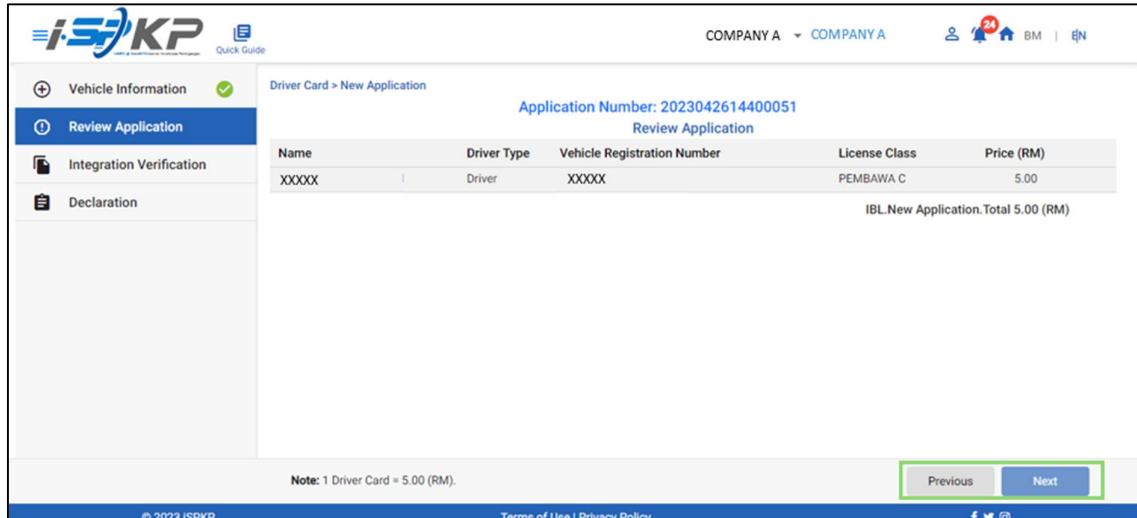 i-SPKP
Quick Guide
COMPANY A COMPANY A
24
BM | EN
Vehicle Information
Review Application
Integration Verification
Declaration
Driver Card > New Application
Application Number: 2023042614400051
Review Application
Name Driver Type Vehicle Registration Number License Class Price (RM)
XXXXX Driver XXXXX PEMBAWA C 5.00
IBL.New Application.Total 5.00 (RM)
Note: 1 Driver Card = 5.00 (RM).
Previous Next
© 2023 iSPKP Terms of Use | Privacy Policy